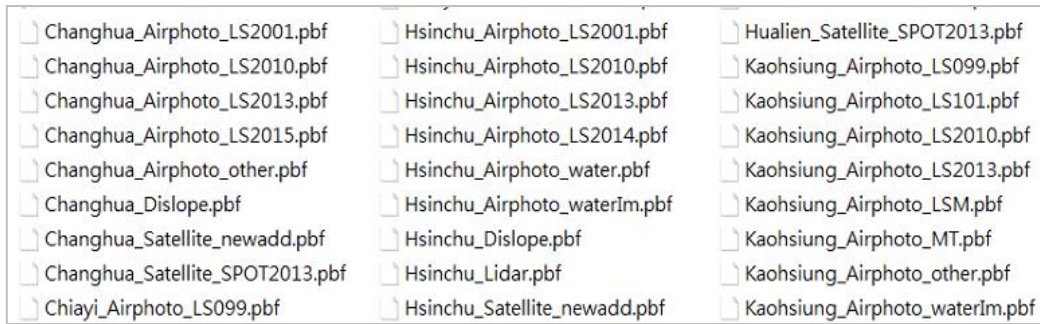 Changhua_Airphoto_LS2001.pbf
Changhua_Airphoto_LS2010.pbf
Changhua_Airphoto_LS2013.pbf
Changhua_Airphoto_LS2015.pbf
Changhua_Airphoto_other.pbf
Changhua_Dislope.pbf
Changhua_Satellite_newadd.pbf
Changhua_Satellite_SPOT2013.pbf
Chiayi_Airphoto_LS099.pbf
Hsinchu_Airphoto_LS2001.pbf
Hsinchu_Airphoto_LS2010.pbf
Hsinchu_Airphoto_LS2013.pbf
Hsinchu_Airphoto_LS2014.pbf
Hsinchu_Airphoto_water.pbf
Hsinchu_Airphoto_waterIm.pbf
Hsinchu_Dislope.pbf
Hsinchu_Lidar.pbf
Hsinchu_Satellite_newadd.pbf
Hualien_Satellite_SPOT2013.pbf
Kaohsiung_Airphoto_LS099.pbf
Kaohsiung_Airphoto_LS101.pbf
Kaohsiung_Airphoto_LS2010.pbf
Kaohsiung_Airphoto_LS2013.pbf
Kaohsiung_Airphoto_LSM.pbf
Kaohsiung_Airphoto_MT.pbf
Kaohsiung_Airphoto_other.pbf
Kaohsiung_Airphoto_waterIm.pbf